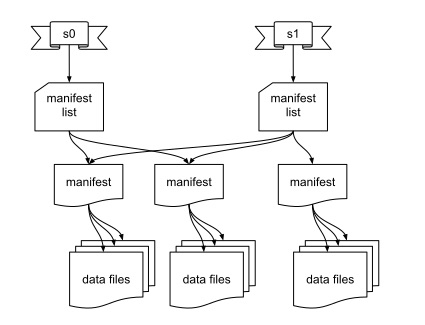 s0
s1
manifest
list
manifest
list
manifest
manifest
manifest
data files
data files
data files